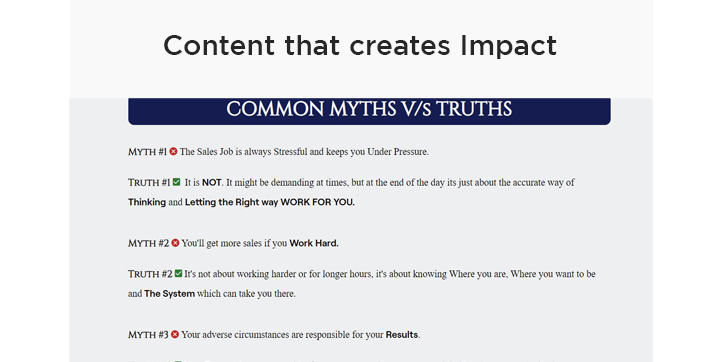 Content that creates Impact
COMMON MYTHS V/s TRUTHS
MYTH #1 ❌ The Sales Job is always Stressful and keeps you Under Pressure.
TRUTH #1 ✅ It is NOT. It might be demanding at times, but at the end of the day its just about the accurate way of
Thinking and Letting the Right way WORK FOR YOU.
MYTH #2 ❌ You'll get more sales if you Work Hard.
TRUTH #2 ✅ It's not about working harder or for longer hours, it's about knowing Where you are, Where you want to be
and The System which can take you there.
MYTH #3 ❌ Your adverse circumstances are responsible for your Results.